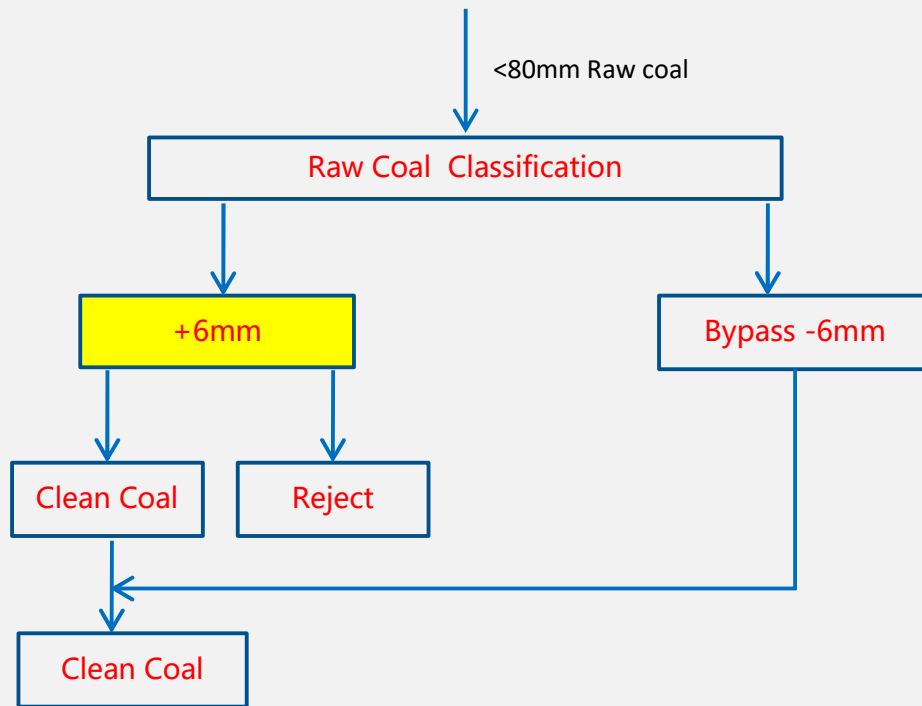 <80mm Raw coal
Raw Coal Classification
+6mm
Bypass -6mm
Clean Coal
Reject
Clean Coal